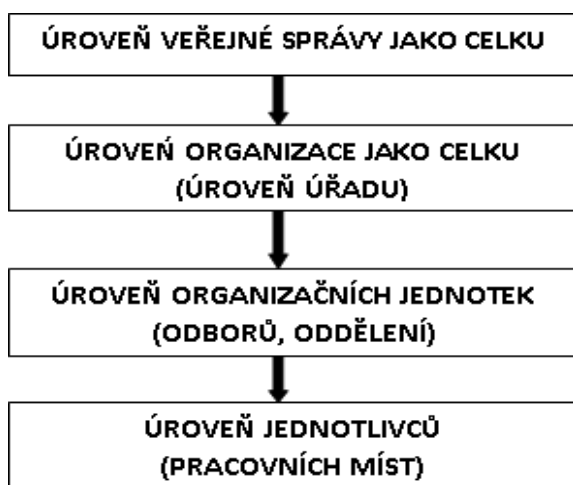 ÚROVEŇ VEŘEJNÉ SPRÁVY JAKO CELKU
ÚROVEŃ ORGANIZACE JAKO CELKU
(ÚROVEŇ ÚŘADU)
ÚROVEŇ ORGANIZAČNÍCH JEDNOTEK
(ODBORŮ, ODDĚLENÍ)
ÚROVEŇ JEDNOTLIVCŮ
(PRACOVNÍCH MÍST)